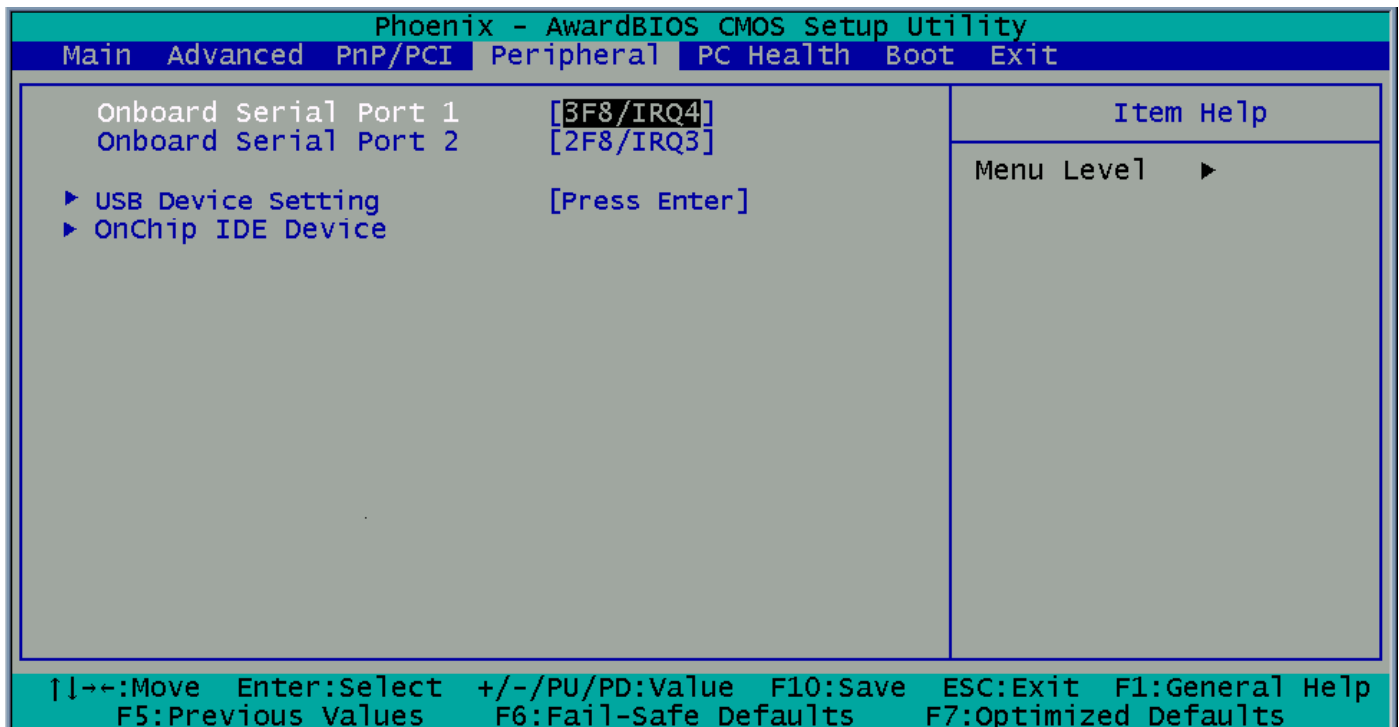 Phoenix - AwardBIOS CMOS Setup Utility
Main Advanced PnP/PCI Peripheral PC Health Boot Exit
Onboard Serial Port 1 [3F8/IRQ4]
Onboard Serial Port 2 [2F8/IRQ3]
▶ USB Device Setting [Press Enter]
▶ OnChip IDE Device
Item Help
Menu Level ▶
↑↓→←:Move Enter:Select +/-/PU/PD:Value F10:Save ESC:Exit F1:General Help
F5:Previous Values F6:Fail-Safe Defaults F7:Optimized Defaults